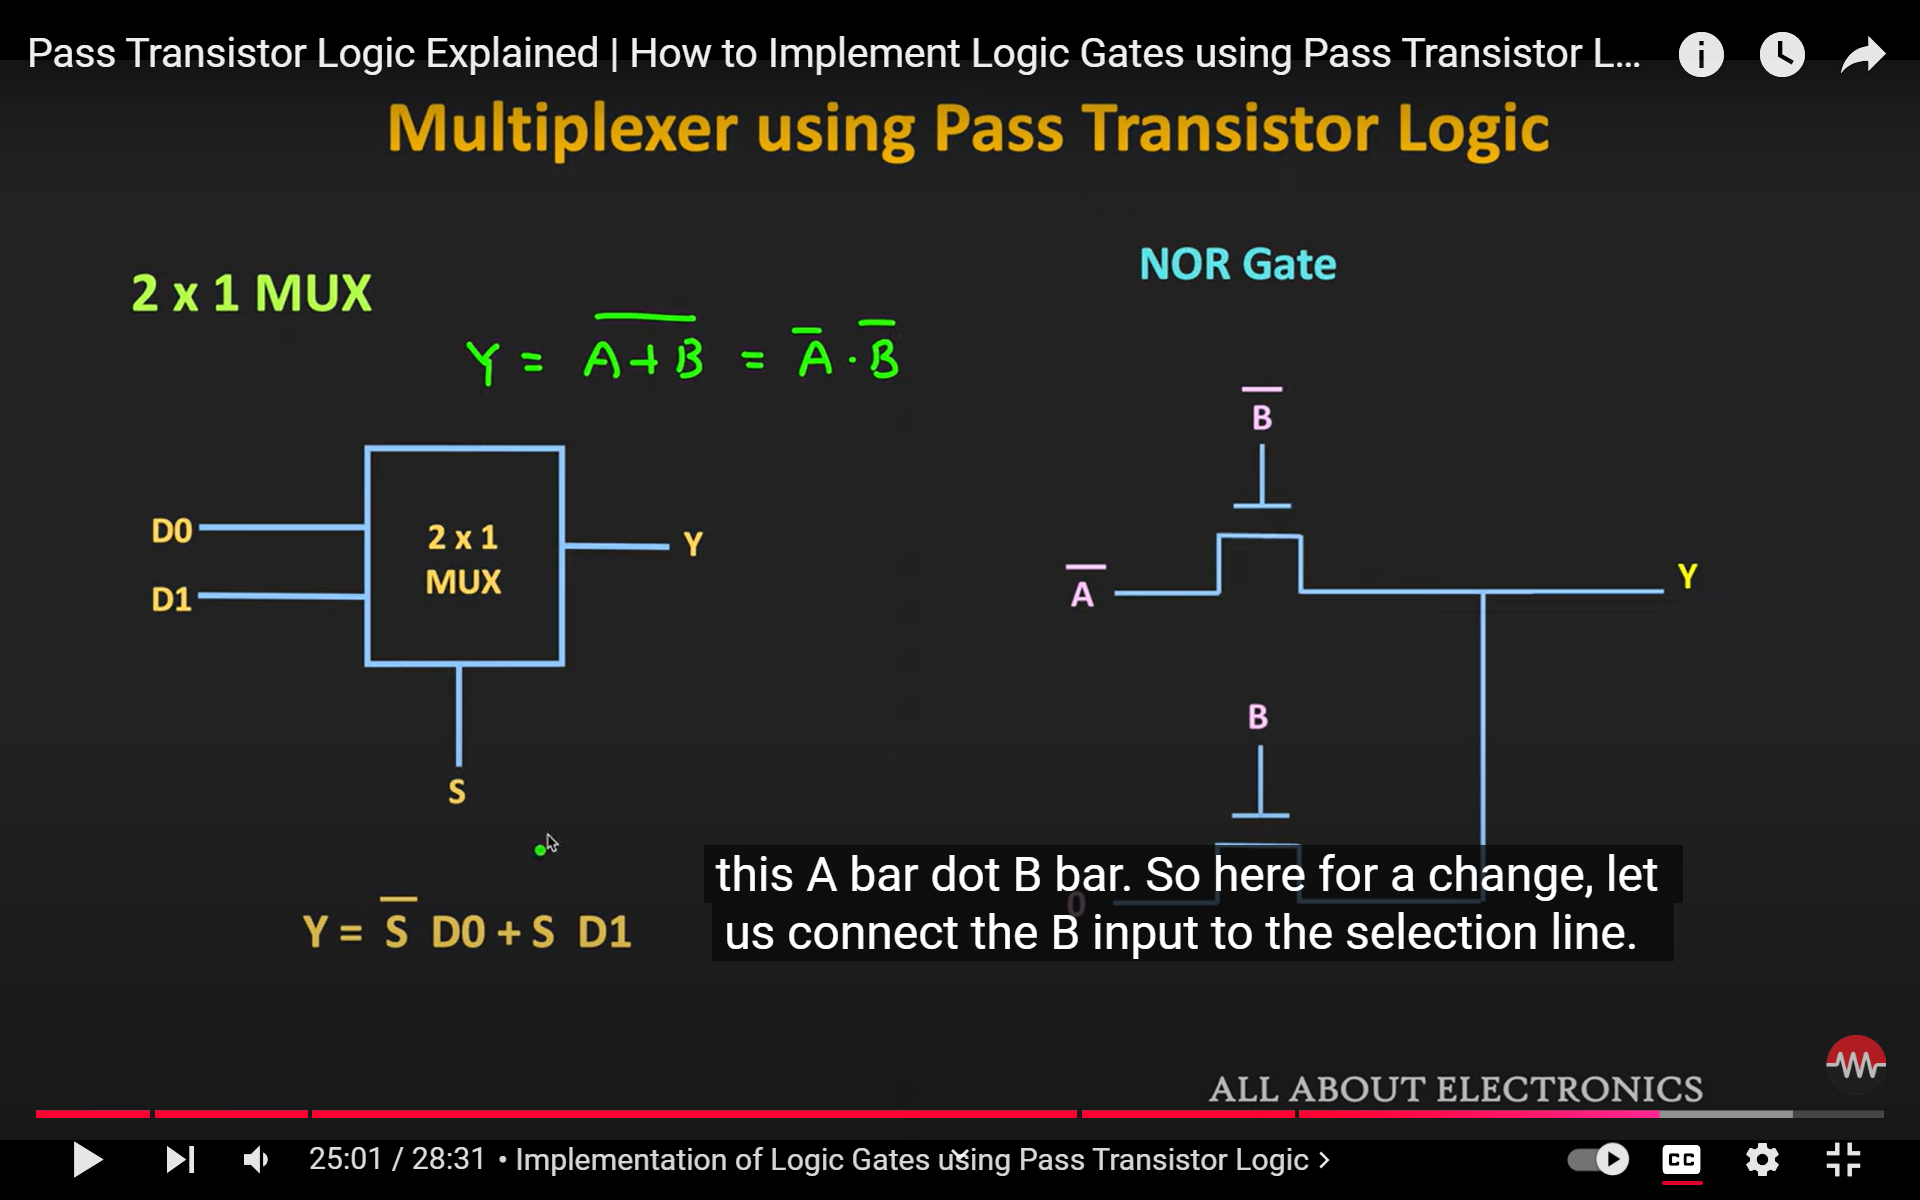 Pass Transistor Logic Explained | How to Implement Logic Gates using Pass Transistor L...
Multiplexer using Pass Transistor Logic
2 x 1 MUX
NOR Gate
Y = \overline{A+B} = \overline{A} . \overline{B}
D0
D1
2 x 1
MUX
Y
S
Y = \overline{S} D0 + S D1
\overline{B}
\overline{A}
Y
B
0
this A bar dot B bar. So here for a change, let
us connect the B input to the selection line.
ALL ABOUT ELECTRONICS
25:01 / 28:31 • Implementation of Logic Gates using Pass Transistor Logic >
CC